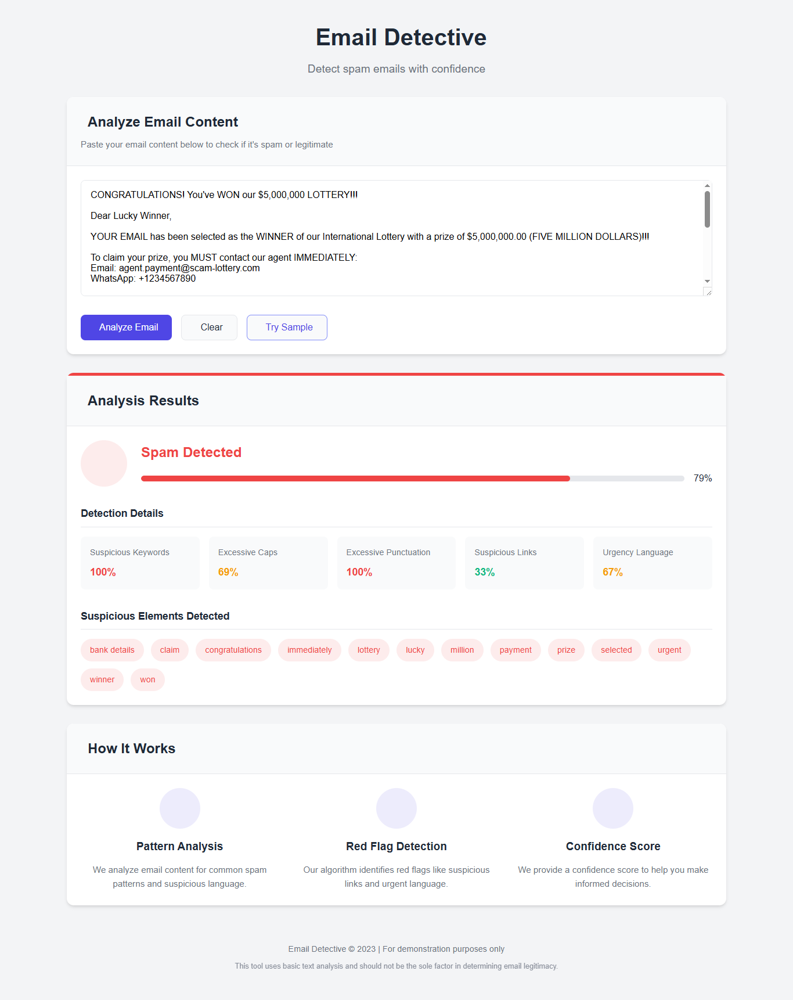 Email Detective
Detect spam emails with confidence
Analyze Email Content
Paste your email content below to check if it's spam or legitimate
CONGRATULATIONS! You've WON our $5,000,000 LOTTERY!!!
Dear Lucky Winner,
YOUR EMAIL has been selected as the WINNER of our International Lottery with a prize of $5,000,000.00 (FIVE MILLION DOLLARS)!!!
To claim your prize, you MUST contact our agent IMMEDIATELY:
Email: agent.payment@scam-lottery.com
WhatsApp: +1234567890
Analyze Email Clear Try Sample
Analysis Results
Spam Detected
79%
Detection Details
Suspicious Keywords Excessive Caps Excessive Punctuation Suspicious Links Urgency Language
100% 69% 100% 33% 67%
Suspicious Elements Detected
bank details claim congratulations immediately lottery lucky million payment prize selected urgent
winner won
How It Works
Pattern Analysis Red Flag Detection Confidence Score
We analyze email content for common spam Our algorithm identifies red flags like suspicious We provide a confidence score to help you make
patterns and suspicious language. links and urgent language. informed decisions.
Email Detective © 2023 | For demonstration purposes only
This tool uses basic text analysis and should not be the sole factor in determining email legitimacy.